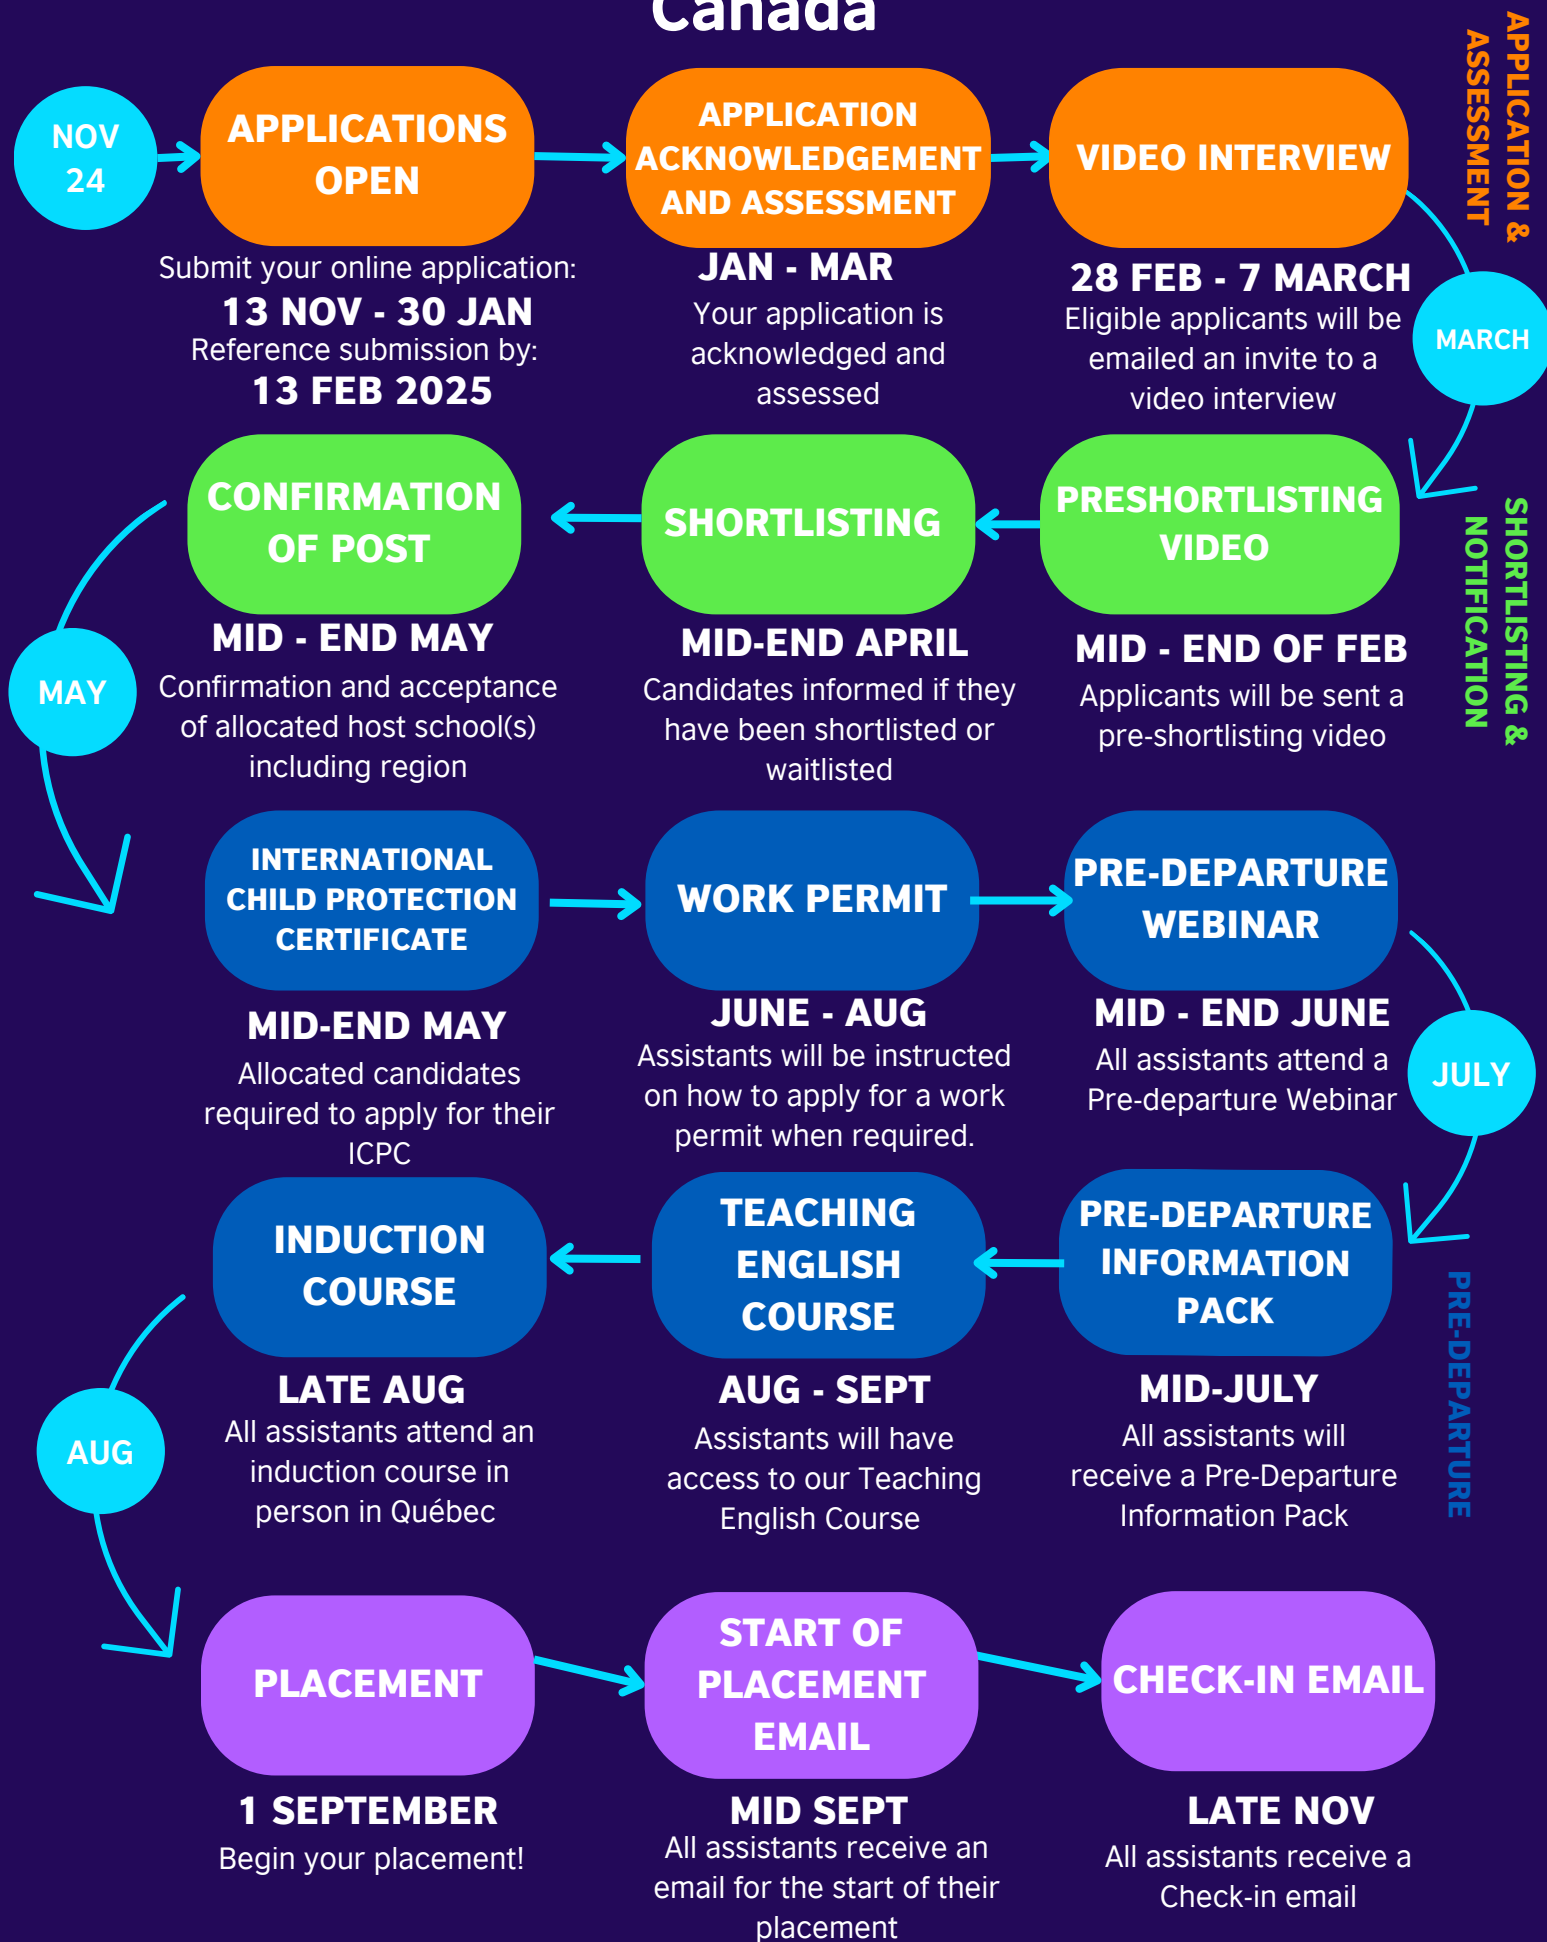 Canada
APPLICATION &
ASSESSMENT
NOV
24
APPLICATIONS
OPEN
Submit your online application:
13 NOV - 30 JAN
Reference submission by:
13 FEB 2025
APPLICATION
ACKNOWLEDGEMENT
AND ASSESSMENT
JAN - MAR
Your application is
acknowledged and
assessed
VIDEO INTERVIEW
28 FEB - 7 MARCH
Eligible applicants will be
emailed an invite to a
video interview
MARCH
SHORTLISTING &
NOTIFICATION
PRESHORTLISTING
VIDEO
MID - END OF FEB
Applicants will be sent a
pre-shortlisting video
SHORTLISTING
MID-END APRIL
Candidates informed if they
have been shortlisted or
waitlisted
CONFIRMATION
OF POST
MID - END MAY
Confirmation and acceptance
of allocated host school(s)
including region
MAY
INTERNATIONAL
CHILD PROTECTION
CERTIFICATE
MID-END MAY
Allocated candidates
required to apply for their
ICPC
WORK PERMIT
JUNE - AUG
Assistants will be instructed
on how to apply for a work
permit when required.
PRE-DEPARTURE
WEBINAR
MID - END JUNE
All assistants attend a
Pre-departure Webinar
JULY
PRE-DEPARTURE
PRE-DEPARTURE
INFORMATION
PACK
MID-JULY
All assistants will
receive a Pre-Departure
Information Pack
TEACHING
ENGLISH
COURSE
AUG - SEPT
Assistants will have
access to our Teaching
English Course
INDUCTION
COURSE
LATE AUG
All assistants attend an
induction course in
person in Québec
AUG
PLACEMENT
1 SEPTEMBER
Begin your placement!
START OF
PLACEMENT
EMAIL
MID SEPT
All assistants receive an
email for the start of their
placement
CHECK-IN EMAIL
LATE NOV
All assistants receive a
Check-in email